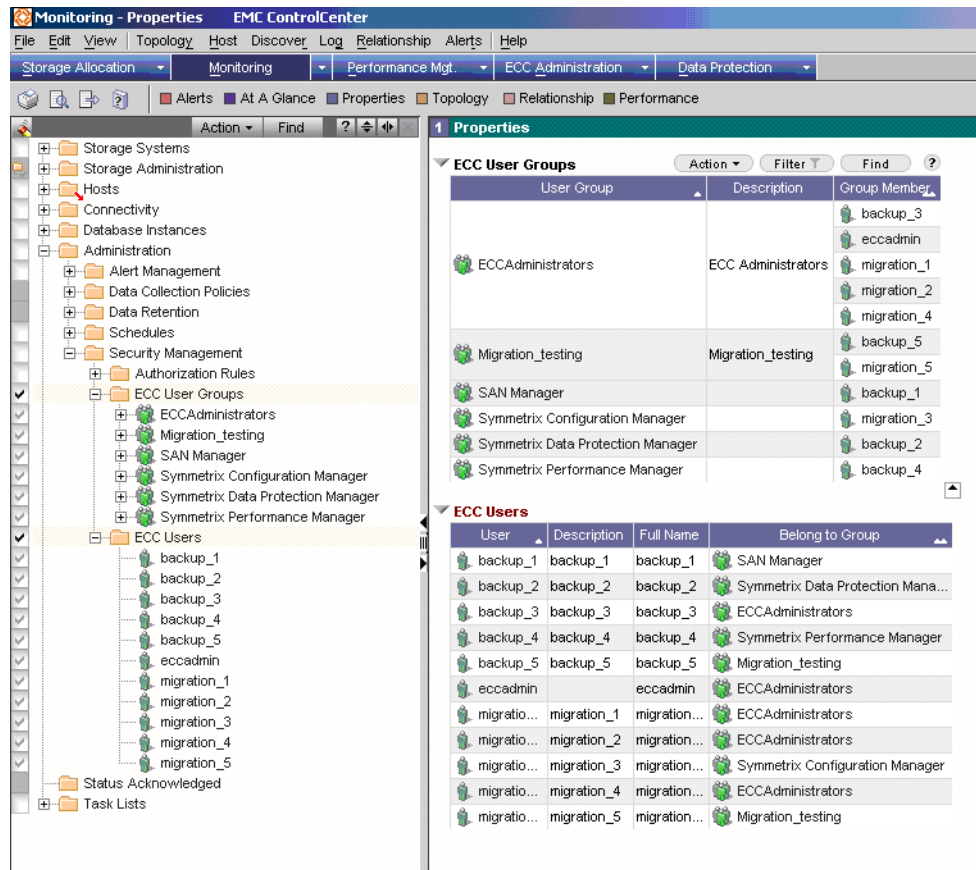 Monitoring - Properties EMC ControlCenter
File Edit View Topology Host Discover Log Relationship Alerts Help
Storage Allocation Monitoring Performance Mgt. ECC Administration Data Protection
Alerts At A Glance Properties Topology Relationship Performance
Action Find ?
Storage Systems
Storage Administration
Hosts
Connectivity
Database Instances
Administration
Alert Management
Data Collection Policies
Data Retention
Schedules
Security Management
Authorization Rules
ECC User Groups
ECCAdministrators
Migration_testing
SAN Manager
Symmetrix Configuration Manager
Symmetrix Data Protection Manager
Symmetrix Performance Manager
ECC Users
backup_1
backup_2
backup_3
backup_4
backup_5
eccadmin
migration_1
migration_2
migration_3
migration_4
migration_5
Status Acknowledged
Task Lists
1 Properties
ECC User Groups Action Filter Find ?
User Group Description Group Member
backup_3
eccadmin
ECCAdministrators ECC Administrators migration_1
migration_2
migration_4
Migration_testing Migration_testing backup_5
migration_5
SAN Manager backup_1
Symmetrix Configuration Manager migration_3
Symmetrix Data Protection Manager backup_2
Symmetrix Performance Manager backup_4
ECC Users
User Description Full Name Belong to Group
backup_1 backup_1 backup_1 SAN Manager
backup_2 backup_2 backup_2 Symmetrix Data Protection Mana...
backup_3 backup_3 backup_3 ECCAdministrators
backup_4 backup_4 backup_4 Symmetrix Performance Manager
backup_5 backup_5 backup_5 Migration_testing
eccadmin eccadmin ECCAdministrators
migratio... migration_1 migration... ECCAdministrators
migratio... migration_2 migration... ECCAdministrators
migratio... migration_3 migration... Symmetrix Configuration Manager
migratio... migration_4 migration... ECCAdministrators
migratio... migration_5 migration... Migration_testing